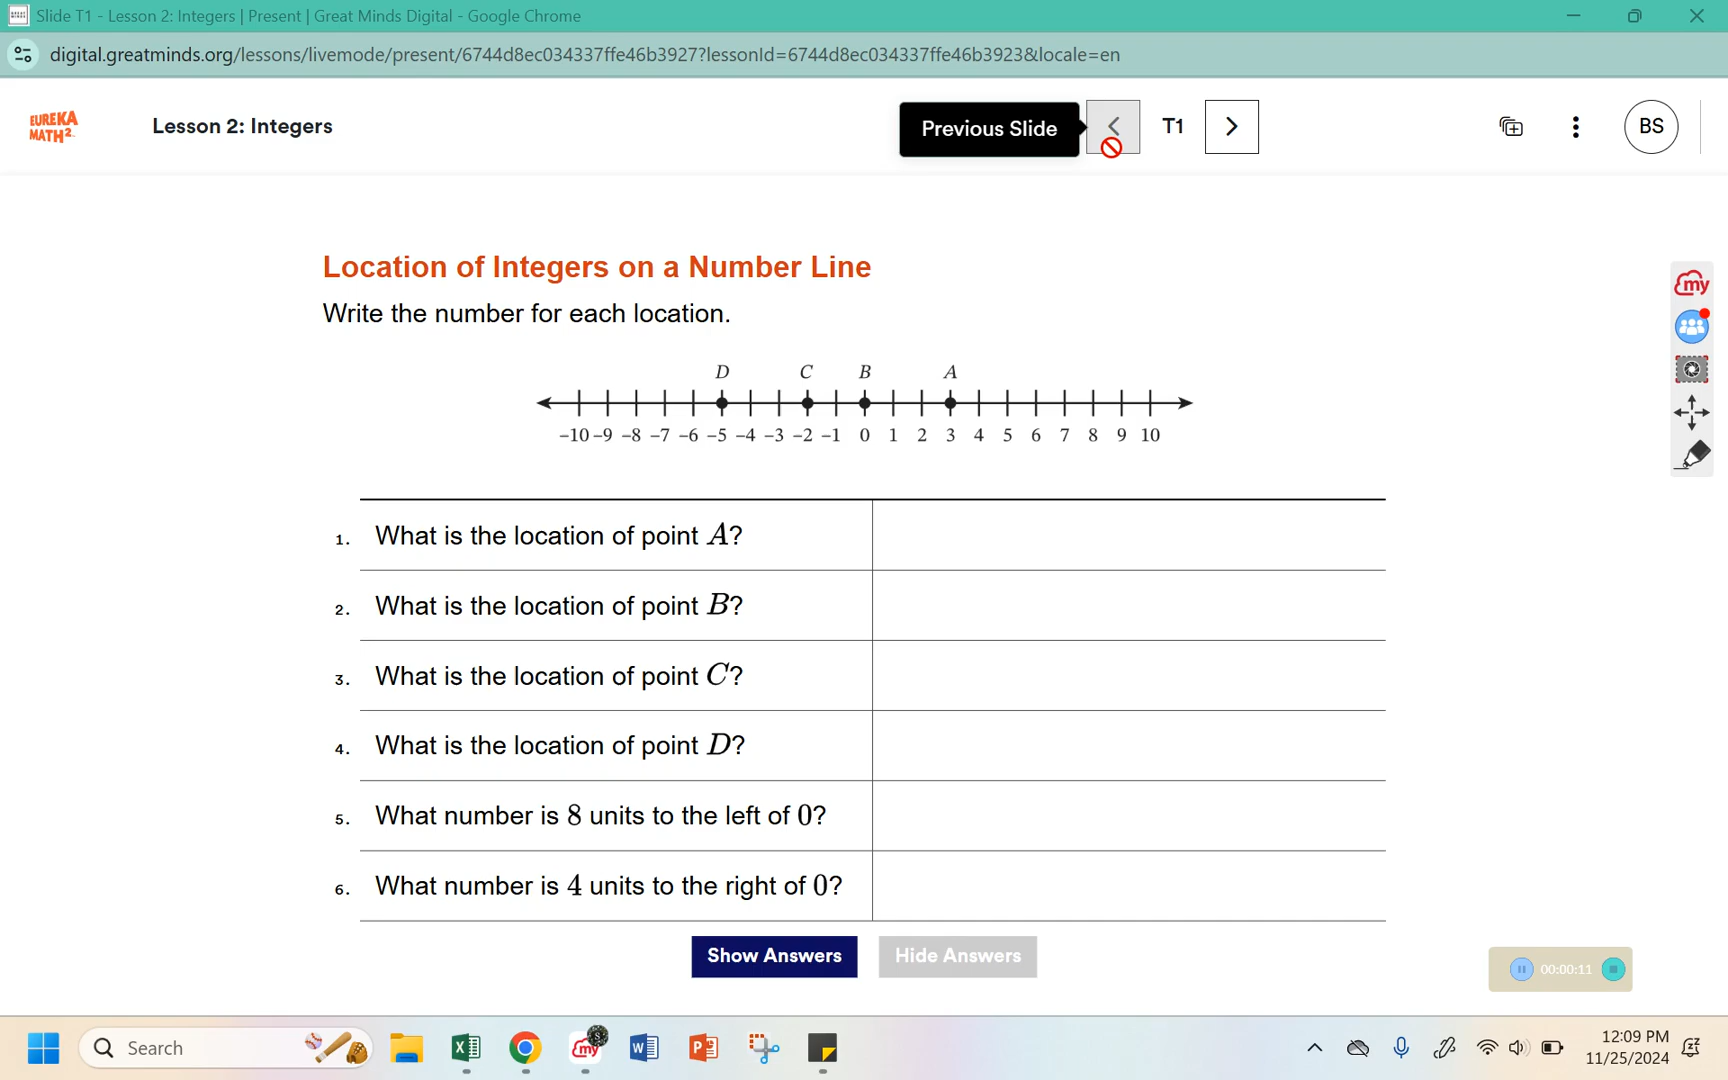 Slide T1 - Lesson 2: Integers | Present | Great Minds Digital - Google Chrome
digital.greatminds.org/lessons/livemode/present/6744d8ec034337ffe46b3927?lessonId=6744d8ec034337ffe46b3923&locale=en
EUREKA
MATH²
Lesson 2: Integers
Previous Slide
T1
BS
Location of Integers on a Number Line
Write the number for each location.
D C B A
−10 −9 −8 −7 −6 −5 −4 −3 −2 −1 0 1 2 3 4 5 6 7 8 9 10
1. What is the location of point A?
2. What is the location of point B?
3. What is the location of point C?
4. What is the location of point D?
5. What number is 8 units to the left of 0?
6. What number is 4 units to the right of 0?
Show Answers Hide Answers
my
00:00:11
Search
my
12:09 PM
11/25/2024